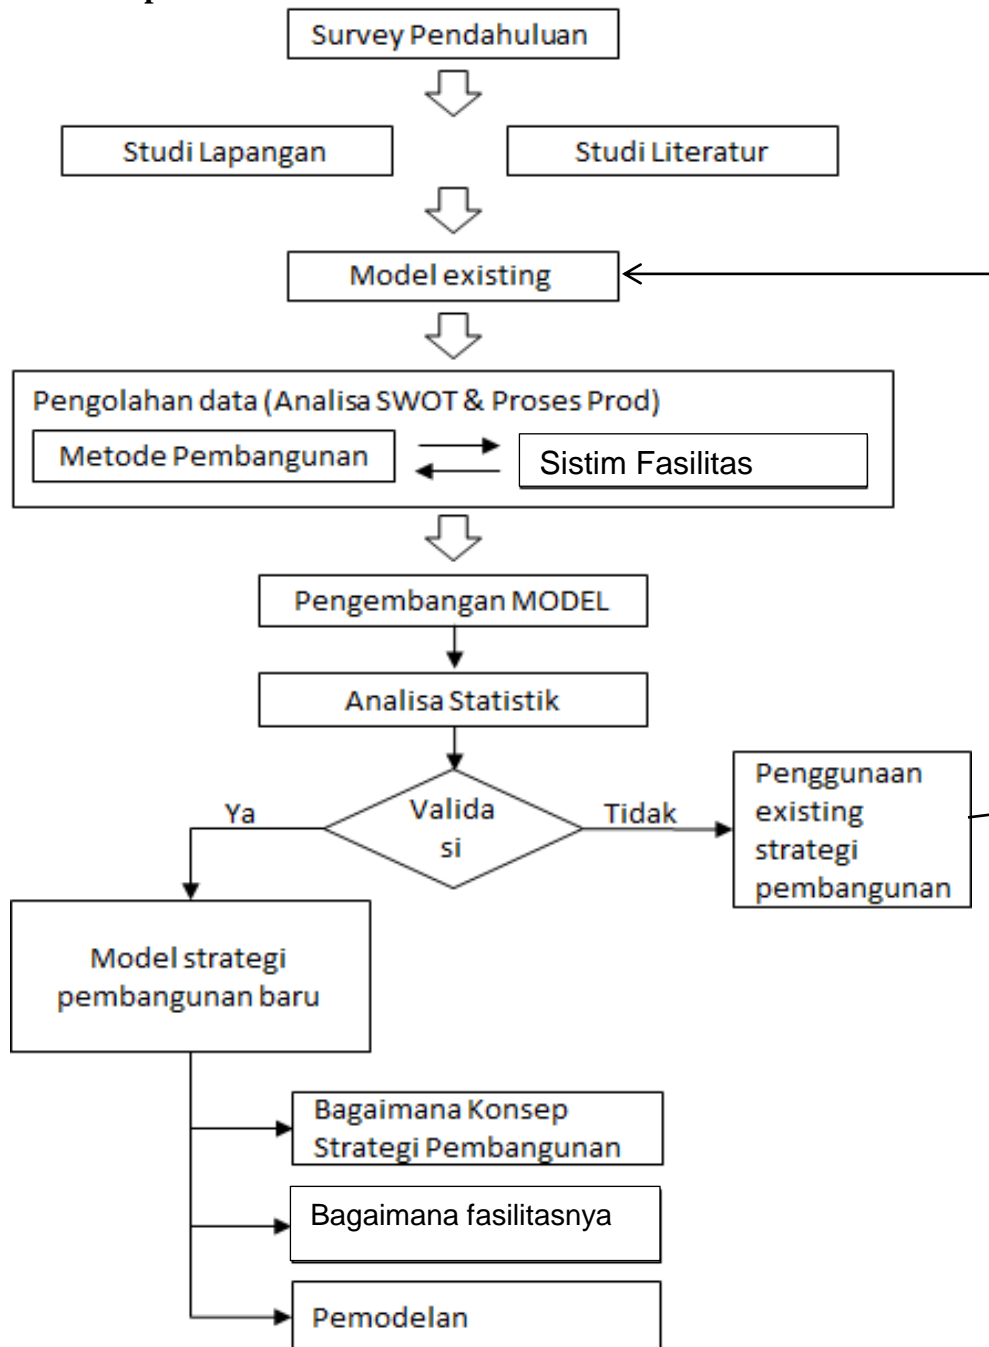 Survey Pendahuluan
Studi Lapangan
Studi Literatur
Model existing
Pengolahan data (Analisa SWOT & Proses Prod)
Metode Pembangunan
Sistim Fasilitas
Pengembangan MODEL
Analisa Statistik
Valida
si
Ya
Tidak
Penggunaan
existing
strategi
pembangunan
Model strategi
pembangunan baru
Bagaimana Konsep
Strategi Pembangunan
Bagaimana fasilitasnya
Pemodelan